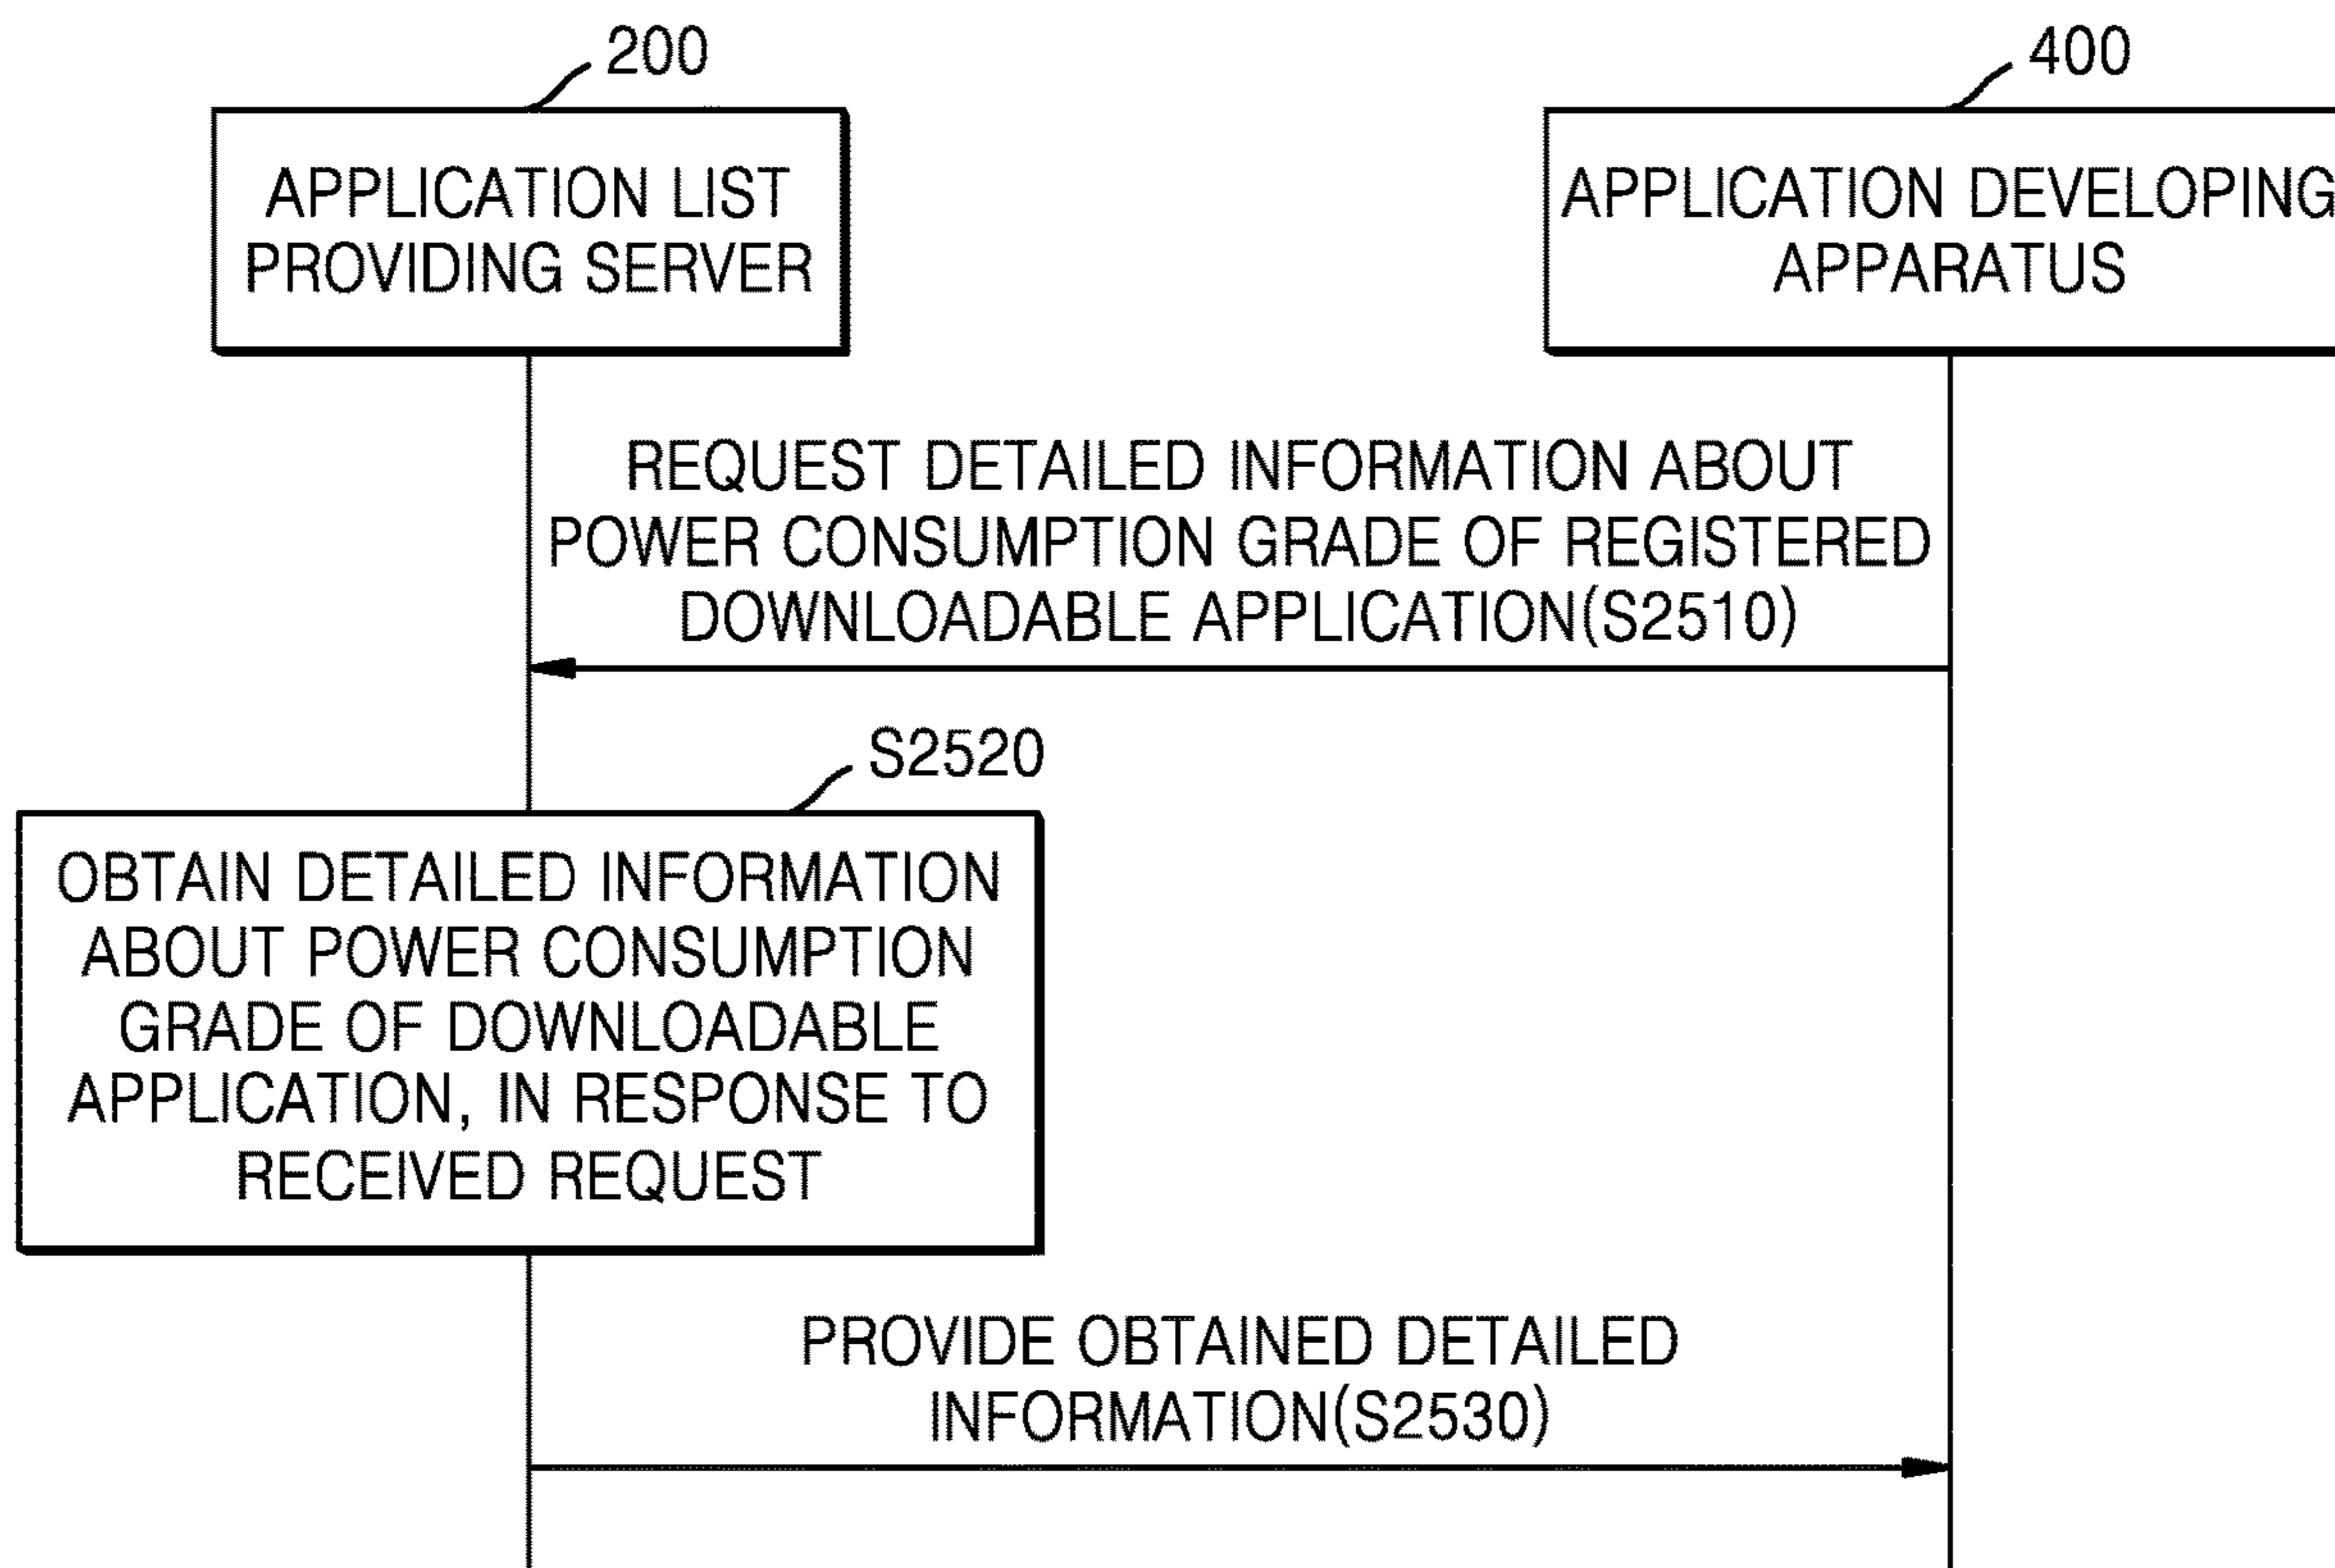 200
APPLICATION LIST
PROVIDING SERVER
400
APPLICATION DEVELOPING
APPARATUS
REQUEST DETAILED INFORMATION ABOUT
POWER CONSUMPTION GRADE OF REGISTERED
DOWNLOADABLE APPLICATION(S2510)
S2520
OBTAIN DETAILED INFORMATION
ABOUT POWER CONSUMPTION
GRADE OF DOWNLOADABLE
APPLICATION, IN RESPONSE TO
RECEIVED REQUEST
PROVIDE OBTAINED DETAILED
INFORMATION(S2530)